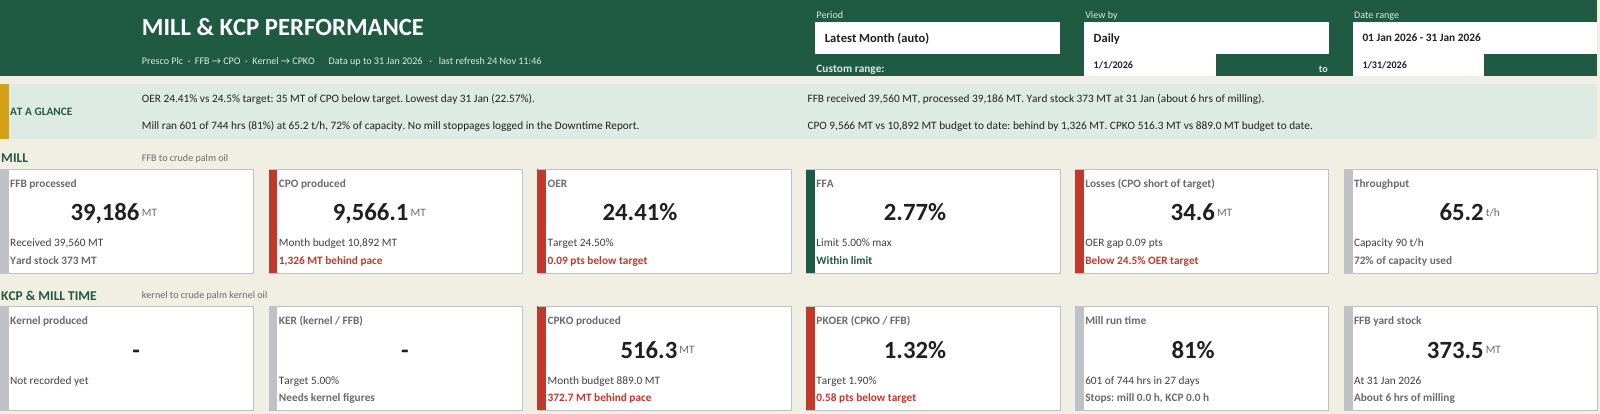 MILL & KCP PERFORMANCE
Presco Plc · FFB → CPO · Kernel → CPKO Data up to 31 Jan 2026 · last refresh 24 Nov 11:46
Period
Latest Month (auto)
Custom range:
View by
Daily
1/1/2026
to
Date range
01 Jan 2026 - 31 Jan 2026
1/31/2026
AT A GLANCE
OER 24.41% vs 24.5% target: 35 MT of CPO below target. Lowest day 31 Jan (22.57%).
FFB received 39,560 MT, processed 39,186 MT. Yard stock 373 MT at 31 Jan (about 6 hrs of milling).
Mill ran 601 of 744 hrs (81%) at 65.2 t/h, 72% of capacity. No mill stoppages logged in the Downtime Report.
CPO 9,566 MT vs 10,892 MT budget to date: behind by 1,326 MT. CPKO 516.3 MT vs 889.0 MT budget to date.
MILL FFB to crude palm oil
FFB processed
39,186 MT
Received 39,560 MT
Yard stock 373 MT
CPO produced
9,566.1 MT
Month budget 10,892 MT
1,326 MT behind pace
OER
24.41%
Target 24.50%
0.09 pts below target
FFA
2.77%
Limit 5.00% max
Within limit
Losses (CPO short of target)
34.6 MT
OER gap 0.09 pts
Below 24.5% OER target
Throughput
65.2 t/h
Capacity 90 t/h
72% of capacity used
KCP & MILL TIME kernel to crude palm kernel oil
Kernel produced
-
Not recorded yet
KER (kernel / FFB)
-
Target 5.00%
Needs kernel figures
CPKO produced
516.3 MT
Month budget 889.0 MT
372.7 MT behind pace
PKOER (CPKO / FFB)
1.32%
Target 1.90%
0.58 pts below target
Mill run time
81%
601 of 744 hrs in 27 days
Stops: mill 0.0 h, KCP 0.0 h
FFB yard stock
373.5 MT
At 31 Jan 2026
About 6 hrs of milling